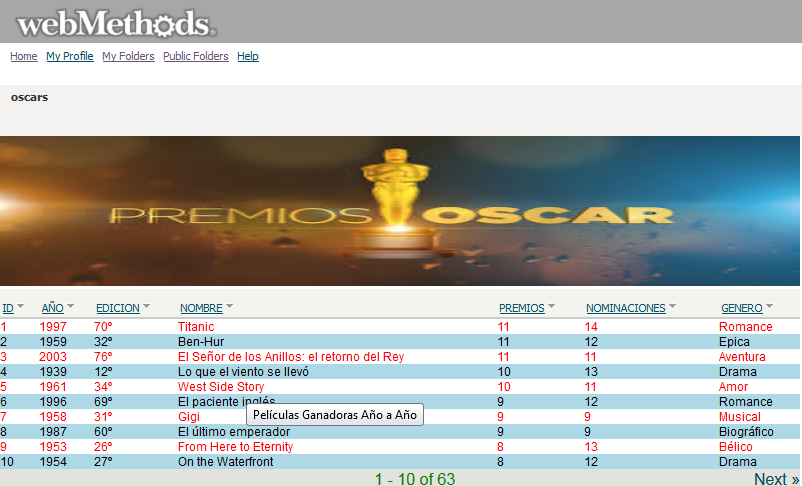 webMethods.
Home My Profile My Folders Public Folders Help
oscars
PREMIOS OSCAR
ID AÑO EDICION NOMBRE PREMIOS NOMINACIONES GENERO
1 1997 70º Titanic 11 14 Romance
2 1959 32º Ben-Hur 11 12 Epica
3 2003 76º El Señor de los Anillos: el retorno del Rey 11 11 Aventura
4 1939 12º Lo que el viento se llevó 10 13 Drama
5 1961 34º West Side Story 10 11 Amor
6 1996 69º El paciente inglés 9 12 Romance
7 1958 31º Gigi 9 9 Musical
Películas Ganadoras Año a Año
8 1987 60º El último emperador 9 9 Biográfico
9 1953 26º From Here to Eternity 8 13 Bélico
10 1954 27º On the Waterfront 8 12 Drama
1 - 10 of 63 Next »